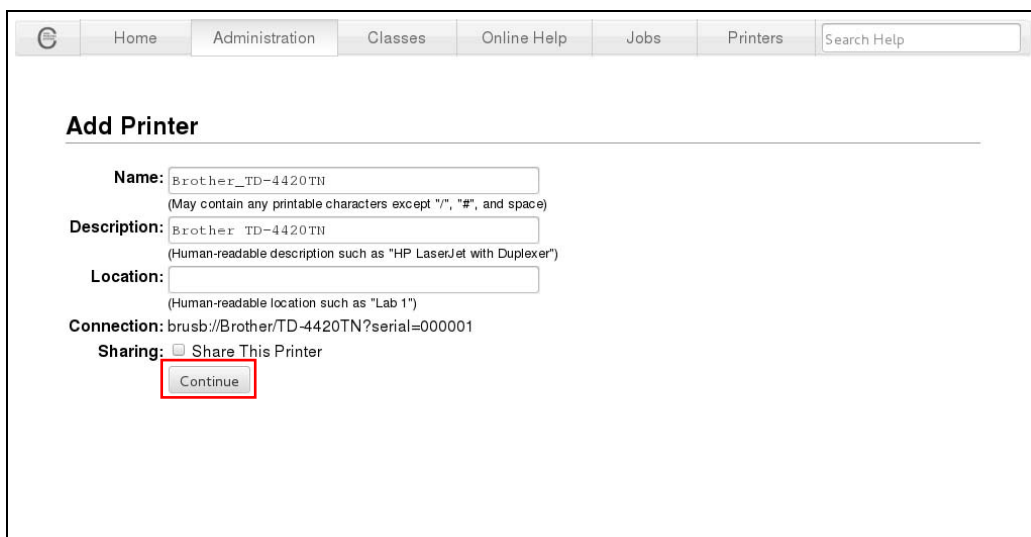 Home Administration Classes Online Help Jobs Printers Search Help
Add Printer
Name: Brother_TD-4420TN
(May contain any printable characters except "/", "#", and space)
Description: Brother TD-4420TN
(Human-readable description such as "HP LaserJet with Duplexer")
Location:
(Human-readable location such as "Lab 1")
Connection: brusb://Brother/TD-4420TN?serial=000001
Sharing: Share This Printer
Continue